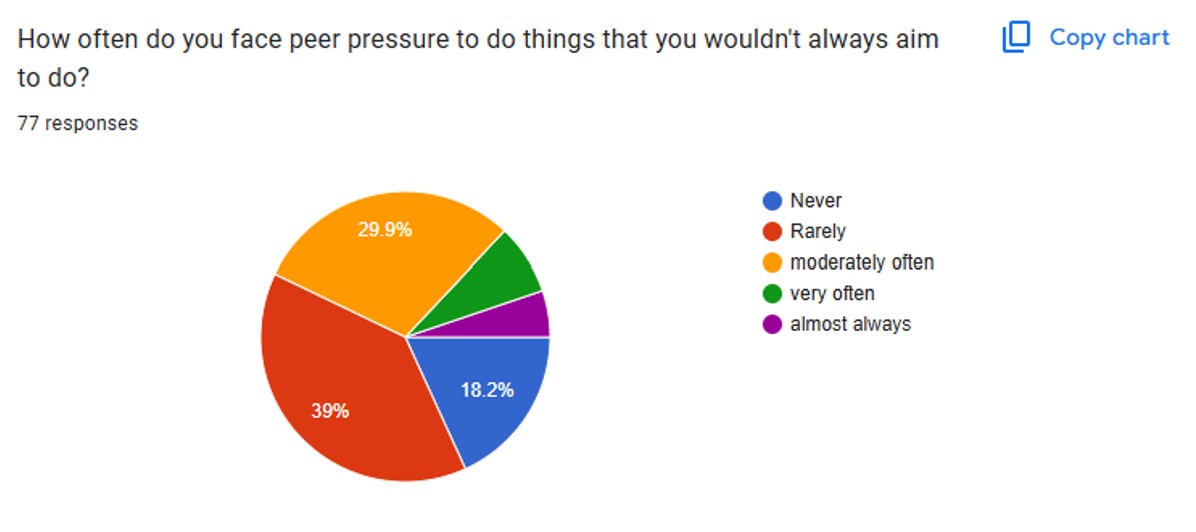 How often do you face peer pressure to do things that you wouldn't always aim
to do?
Copy chart
77 responses
29.9%
39%
18.2%
Never
Rarely
moderately often
very often
almost always